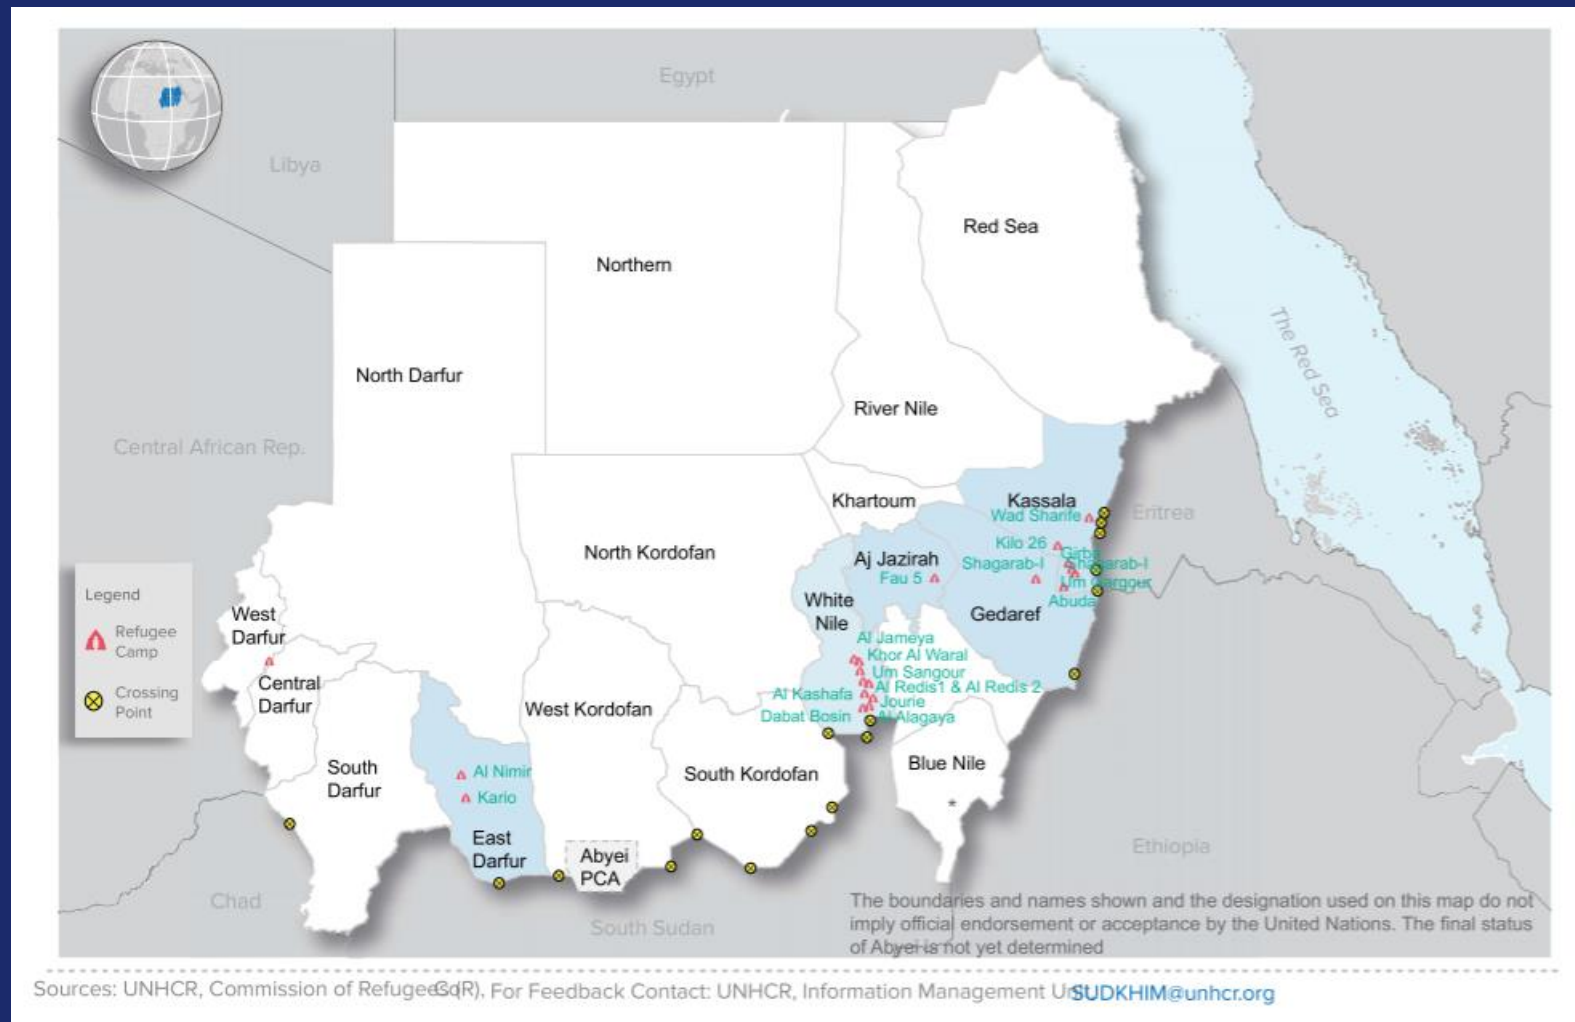 Egypt
Libya
Red Sea
Northern
The Red Sea
North Darfur
River Nile
Central African Rep.
Khartoum
Kassala
Wad Sharife
Eritrea
North Kordofan
Aj Jazirah
Kilo 26
Girba
Shagarab-I
Shagarab-I
Fau 5
Um Gargour
Abuda
Legend
Refugee
Camp
Crossing
Point
West
Darfur
White
Nile
Gedaref
Al Jameya
Khor Al Waral
Um Sangour
Al Redis1 & Al Redis 2
Al Kashafa
Jourie
Dabat Bosin
Al Alagaya
Central
Darfur
West Kordofan
South
Darfur
Al Nimir
Kario
South Kordofan
Blue Nile
*
East
Darfur
Abyei
PCA
Ethiopia
Chad
South Sudan
The boundaries and names shown and the designation used on this map do not
imply official endorsement or acceptance by the United Nations. The final status
of Abyei is not yet determined
Sources: UNHCR, Commission of Refugees (R). For Feedback Contact: UNHCR, Information Management Unit SUDKHIM@unhcr.org